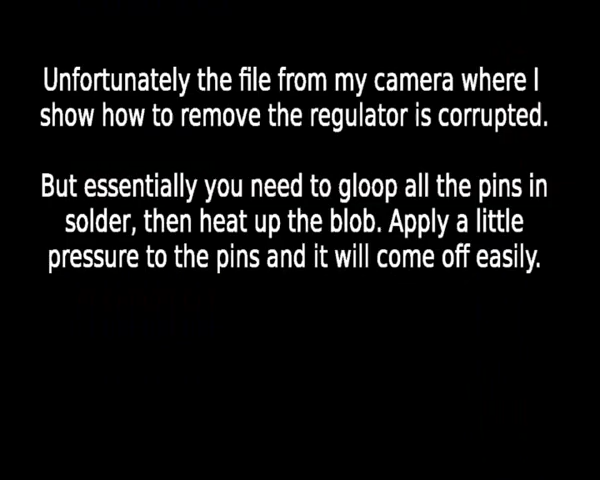 Unfortunately the file from my camera where I
show how to remove the regulator is corrupted.
But essentially you need to gloop all the pins in
solder, then heat up the blob. Apply a little
pressure to the pins and it will come off easily.